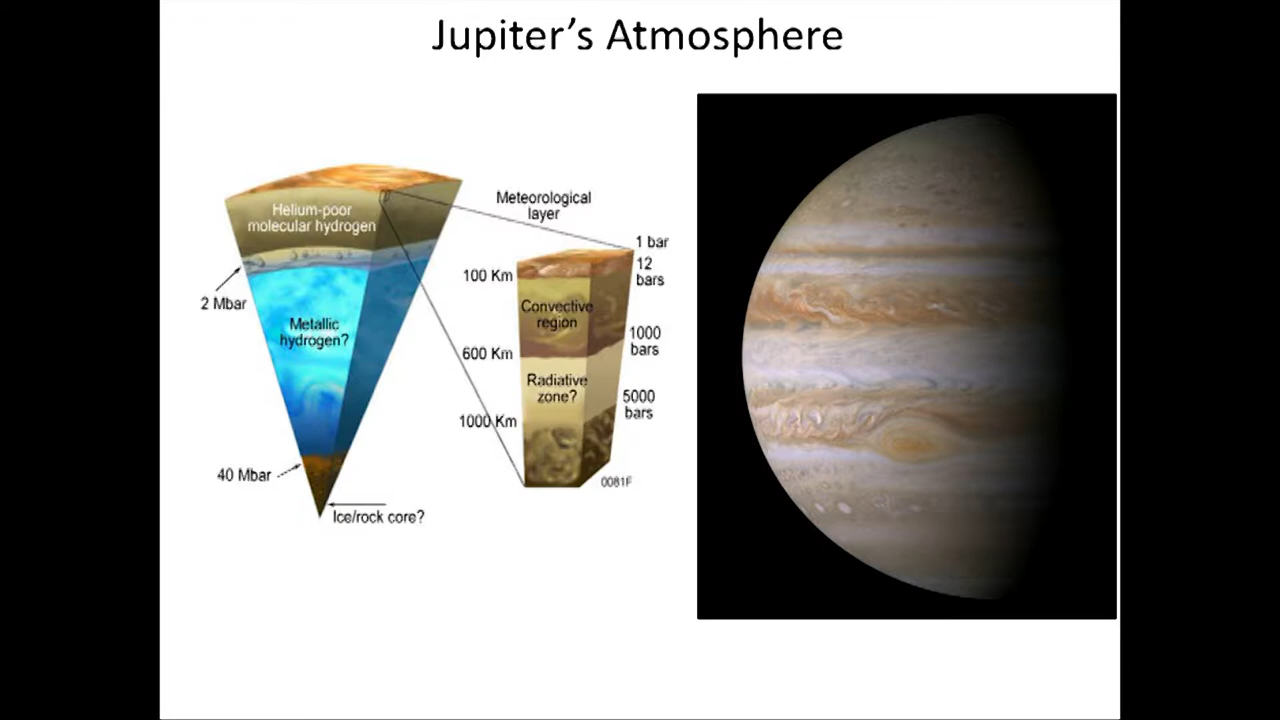 Jupiter’s Atmosphere
Helium-poor
molecular hydrogen
2 Mbar
Metallic
hydrogen?
40 Mbar
Ice/rock core?
Meteorological
layer
1 bar
12
bars
100 Km
Convective
region
1000
bars
600 Km
Radiative
zone?
5000
bars
1000 Km
0081F